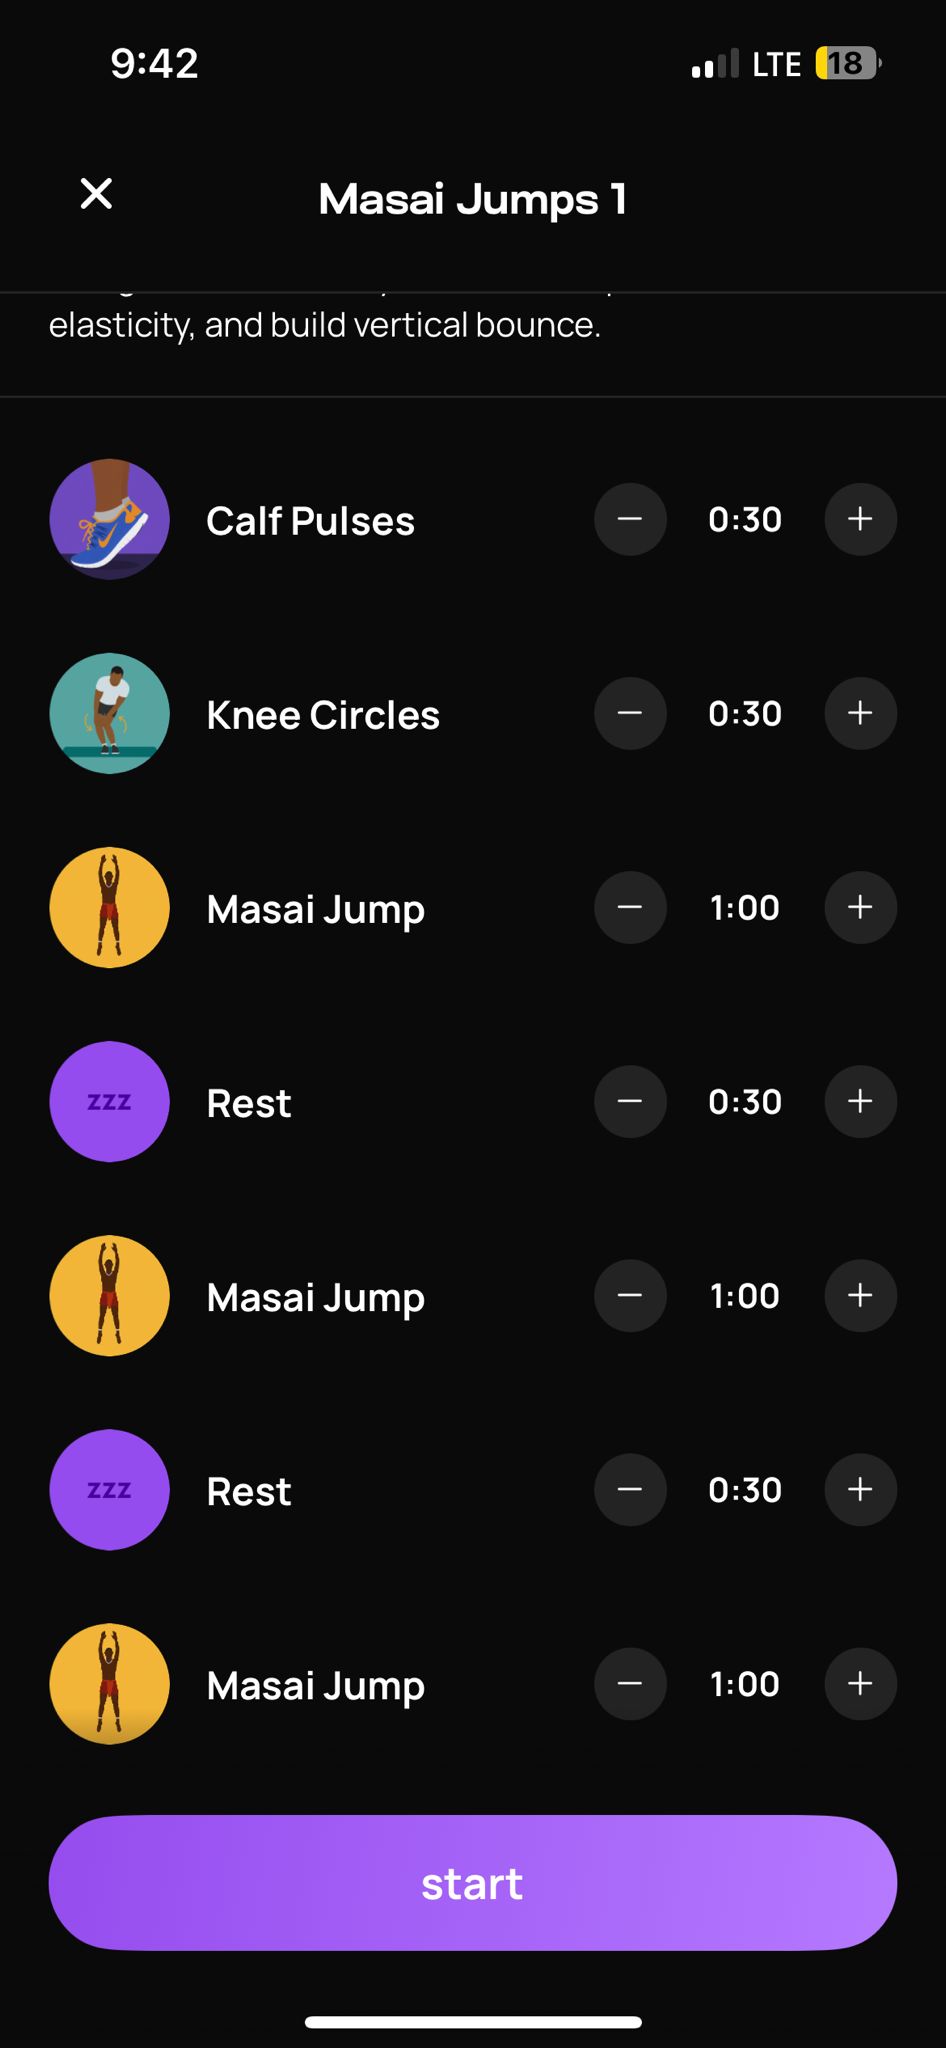 9:42
LTE 18
Masai Jumps 1
elasticity, and build vertical bounce.
Calf Pulses
0:30
Knee Circles
0:30
Masai Jump
1:00
zzz
Rest
0:30
Masai Jump
1:00
zzz
Rest
0:30
Masai Jump
1:00
start